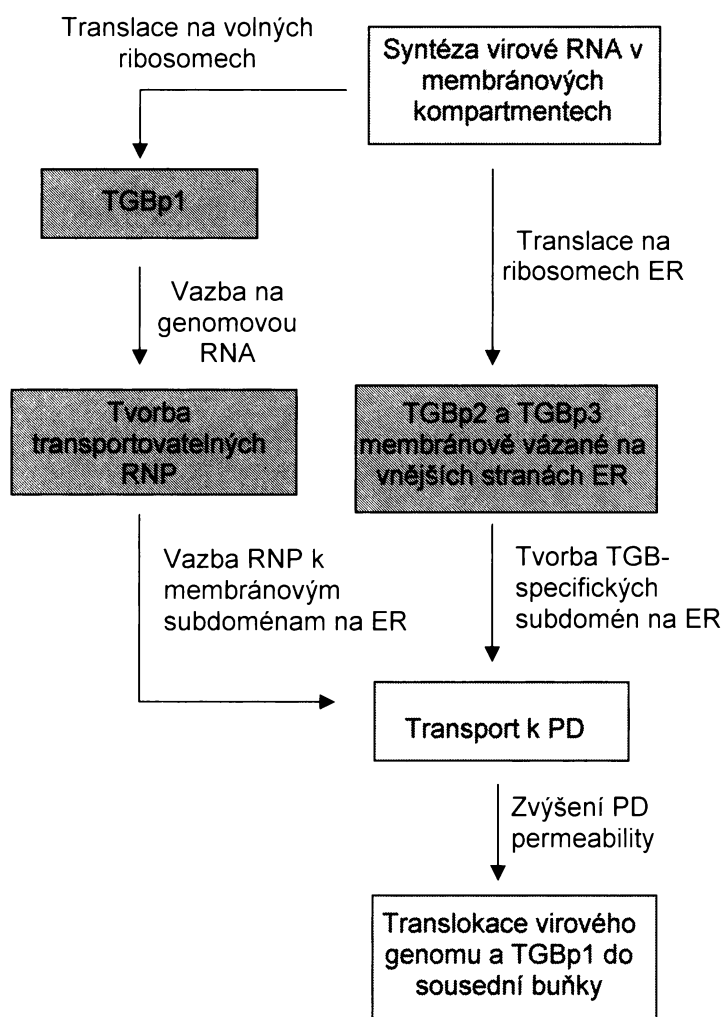 Translace na volných
ribosomech
Syntéza virové RNA v
membránových
kompartmentech
TGBp1
Translace na
ribosomech ER
Vazba na
genomovou
RNA
Tvorba
transportovatelných
RNP
TGBp2 a TGBp3
membránově vázané na
vnějších stranách ER
Vazba RNP k
membránovým
subdoménam na ER
Tvorba TGB-
specifických
subdomén na ER
Transport k PD
Zvýšení PD
permeability
Translokace virového
genomu a TGBp1 do
sousední buňky